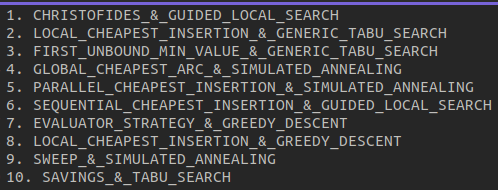 1. CHRISTOFIDES_&_GUIDED_LOCAL_SEARCH
2. LOCAL_CHEAPEST_INSERTION_&_GENERIC_TABU_SEARCH
3. FIRST_UNBOUND_MIN_VALUE_&_GENERIC_TABU_SEARCH
4. GLOBAL_CHEAPEST_ARC_&_SIMULATED_ANNEALING
5. PARALLEL_CHEAPEST_INSERTION_&_SIMULATED_ANNEALING
6. SEQUENTIAL_CHEAPEST_INSERTION_&_GUIDED_LOCAL_SEARCH
7. EVALUATOR_STRATEGY_&_GREEDY_DESCENT
8. LOCAL_CHEAPEST_INSERTION_&_GREEDY_DESCENT
9. SWEEP_&_SIMULATED_ANNEALING
10. SAVINGS_&_TABU_SEARCH